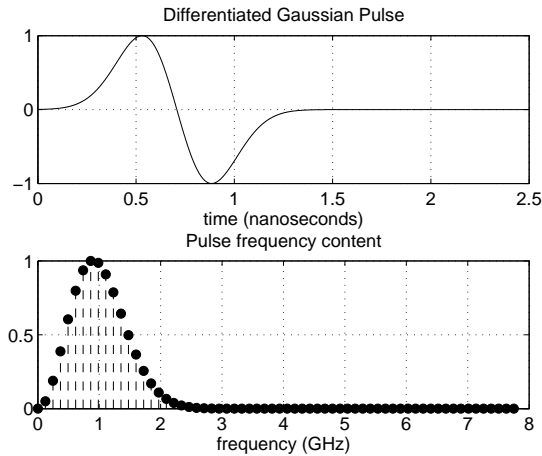 Differentiated Gaussian Pulse
1
0
−1
0 0.5 1 1.5 2 2.5
time (nanoseconds)
Pulse frequency content
1
0.5
0
0 1 2 3 4 5 6 7 8
frequency (GHz)